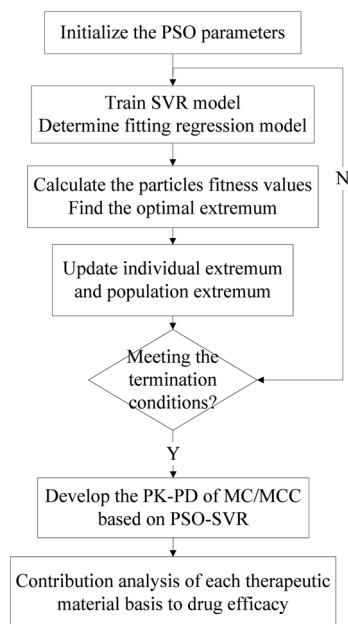 Initialize the PSO parameters
Train SVR model
Determine fitting regression model
Calculate the particles fitness values
Find the optimal extremum
N
Update individual extremum
and population extremum
Meeting the
termination
conditions?
Y
Develop the PK-PD of MC/MCC
based on PSO-SVR
Contribution analysis of each therapeutic
material basis to drug efficacy